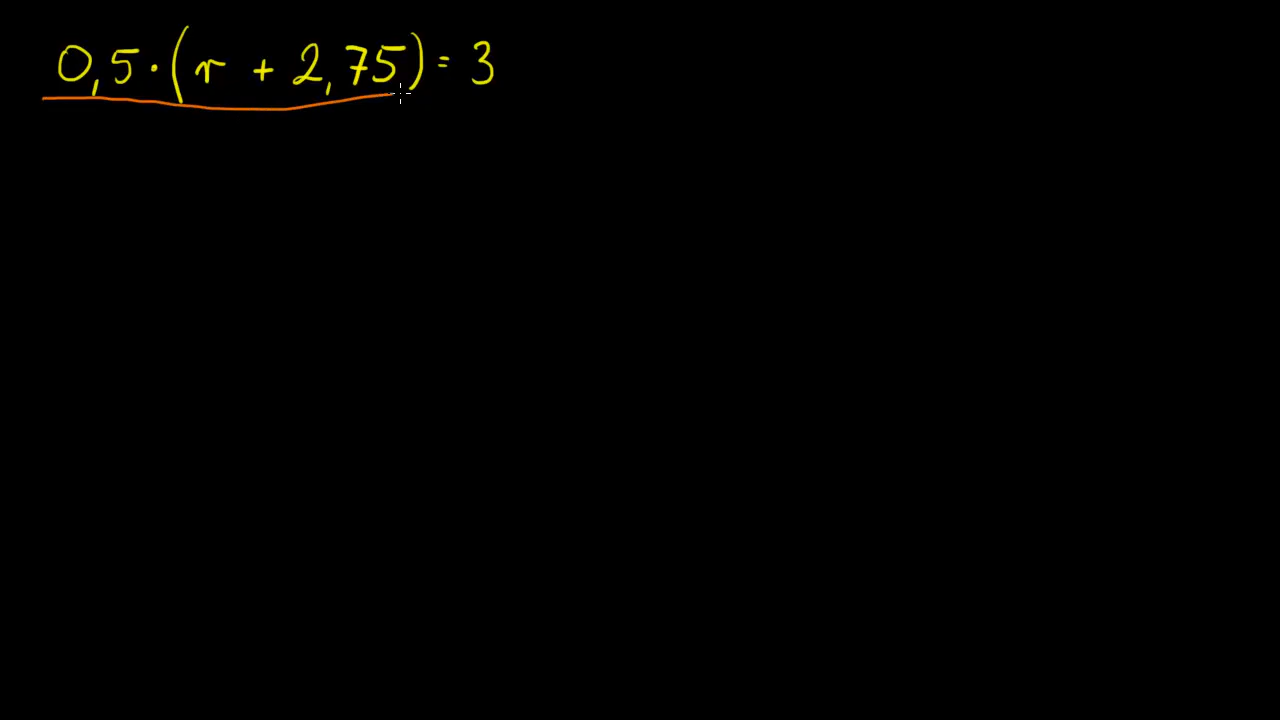 0,5·(r + 2,75) = 3